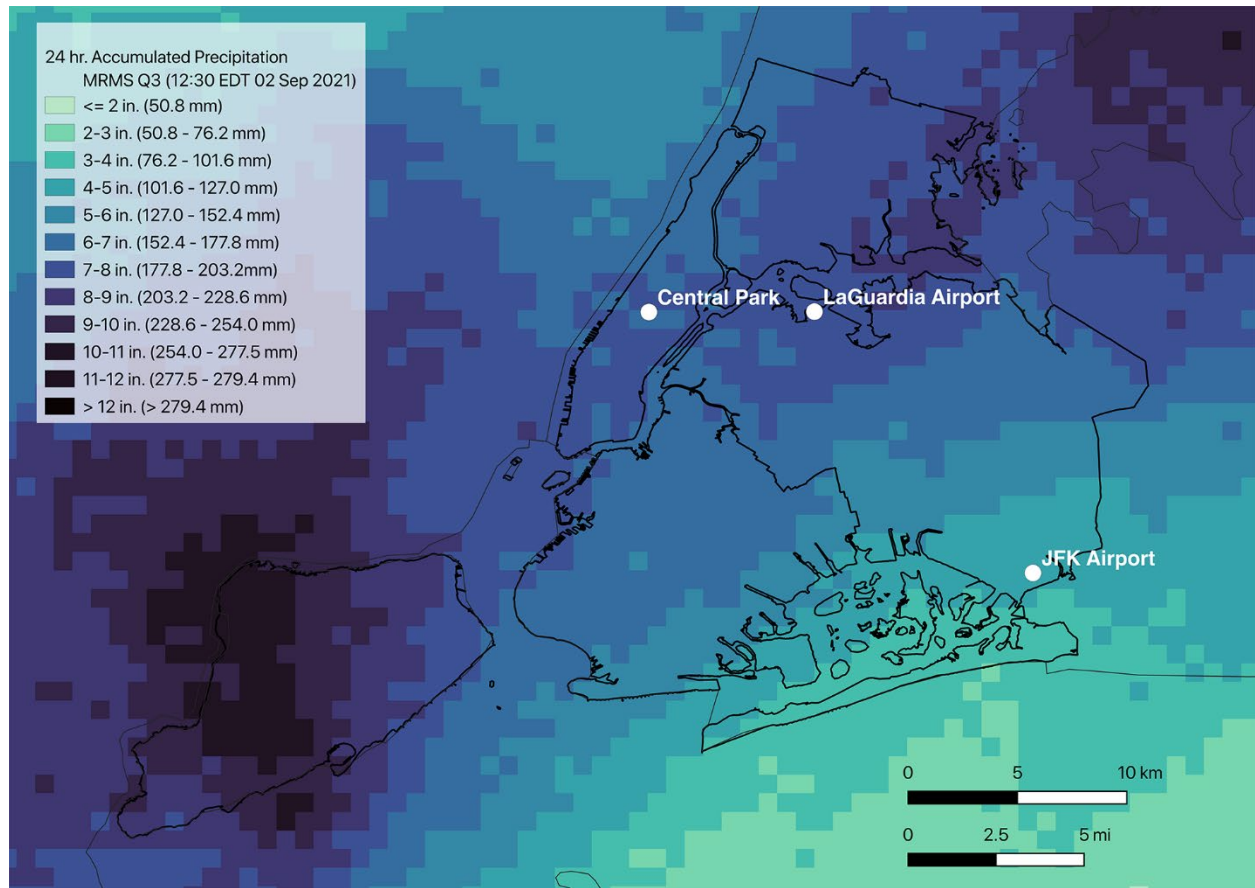 24 hr. Accumulated Precipitation
MRMS Q3 (12:30 EDT 02 Sep 2021)
<= 2 in. (50.8 mm)
2-3 in. (50.8 - 76.2 mm)
3-4 in. (76.2 - 101.6 mm)
4-5 in. (101.6 - 127.0 mm)
5-6 in. (127.0 - 152.4 mm)
6-7 in. (152.4 - 177.8 mm)
7-8 in. (177.8 - 203.2mm)
8-9 in. (203.2 - 228.6 mm)
9-10 in. (228.6 - 254.0 mm)
10-11 in. (254.0 - 277.5 mm)
11-12 in. (277.5 - 279.4 mm)
> 12 in. (> 279.4 mm)
Central Park
LaGuardia Airport
JFK Airport
0 5 10 km
0 2.5 5 mi